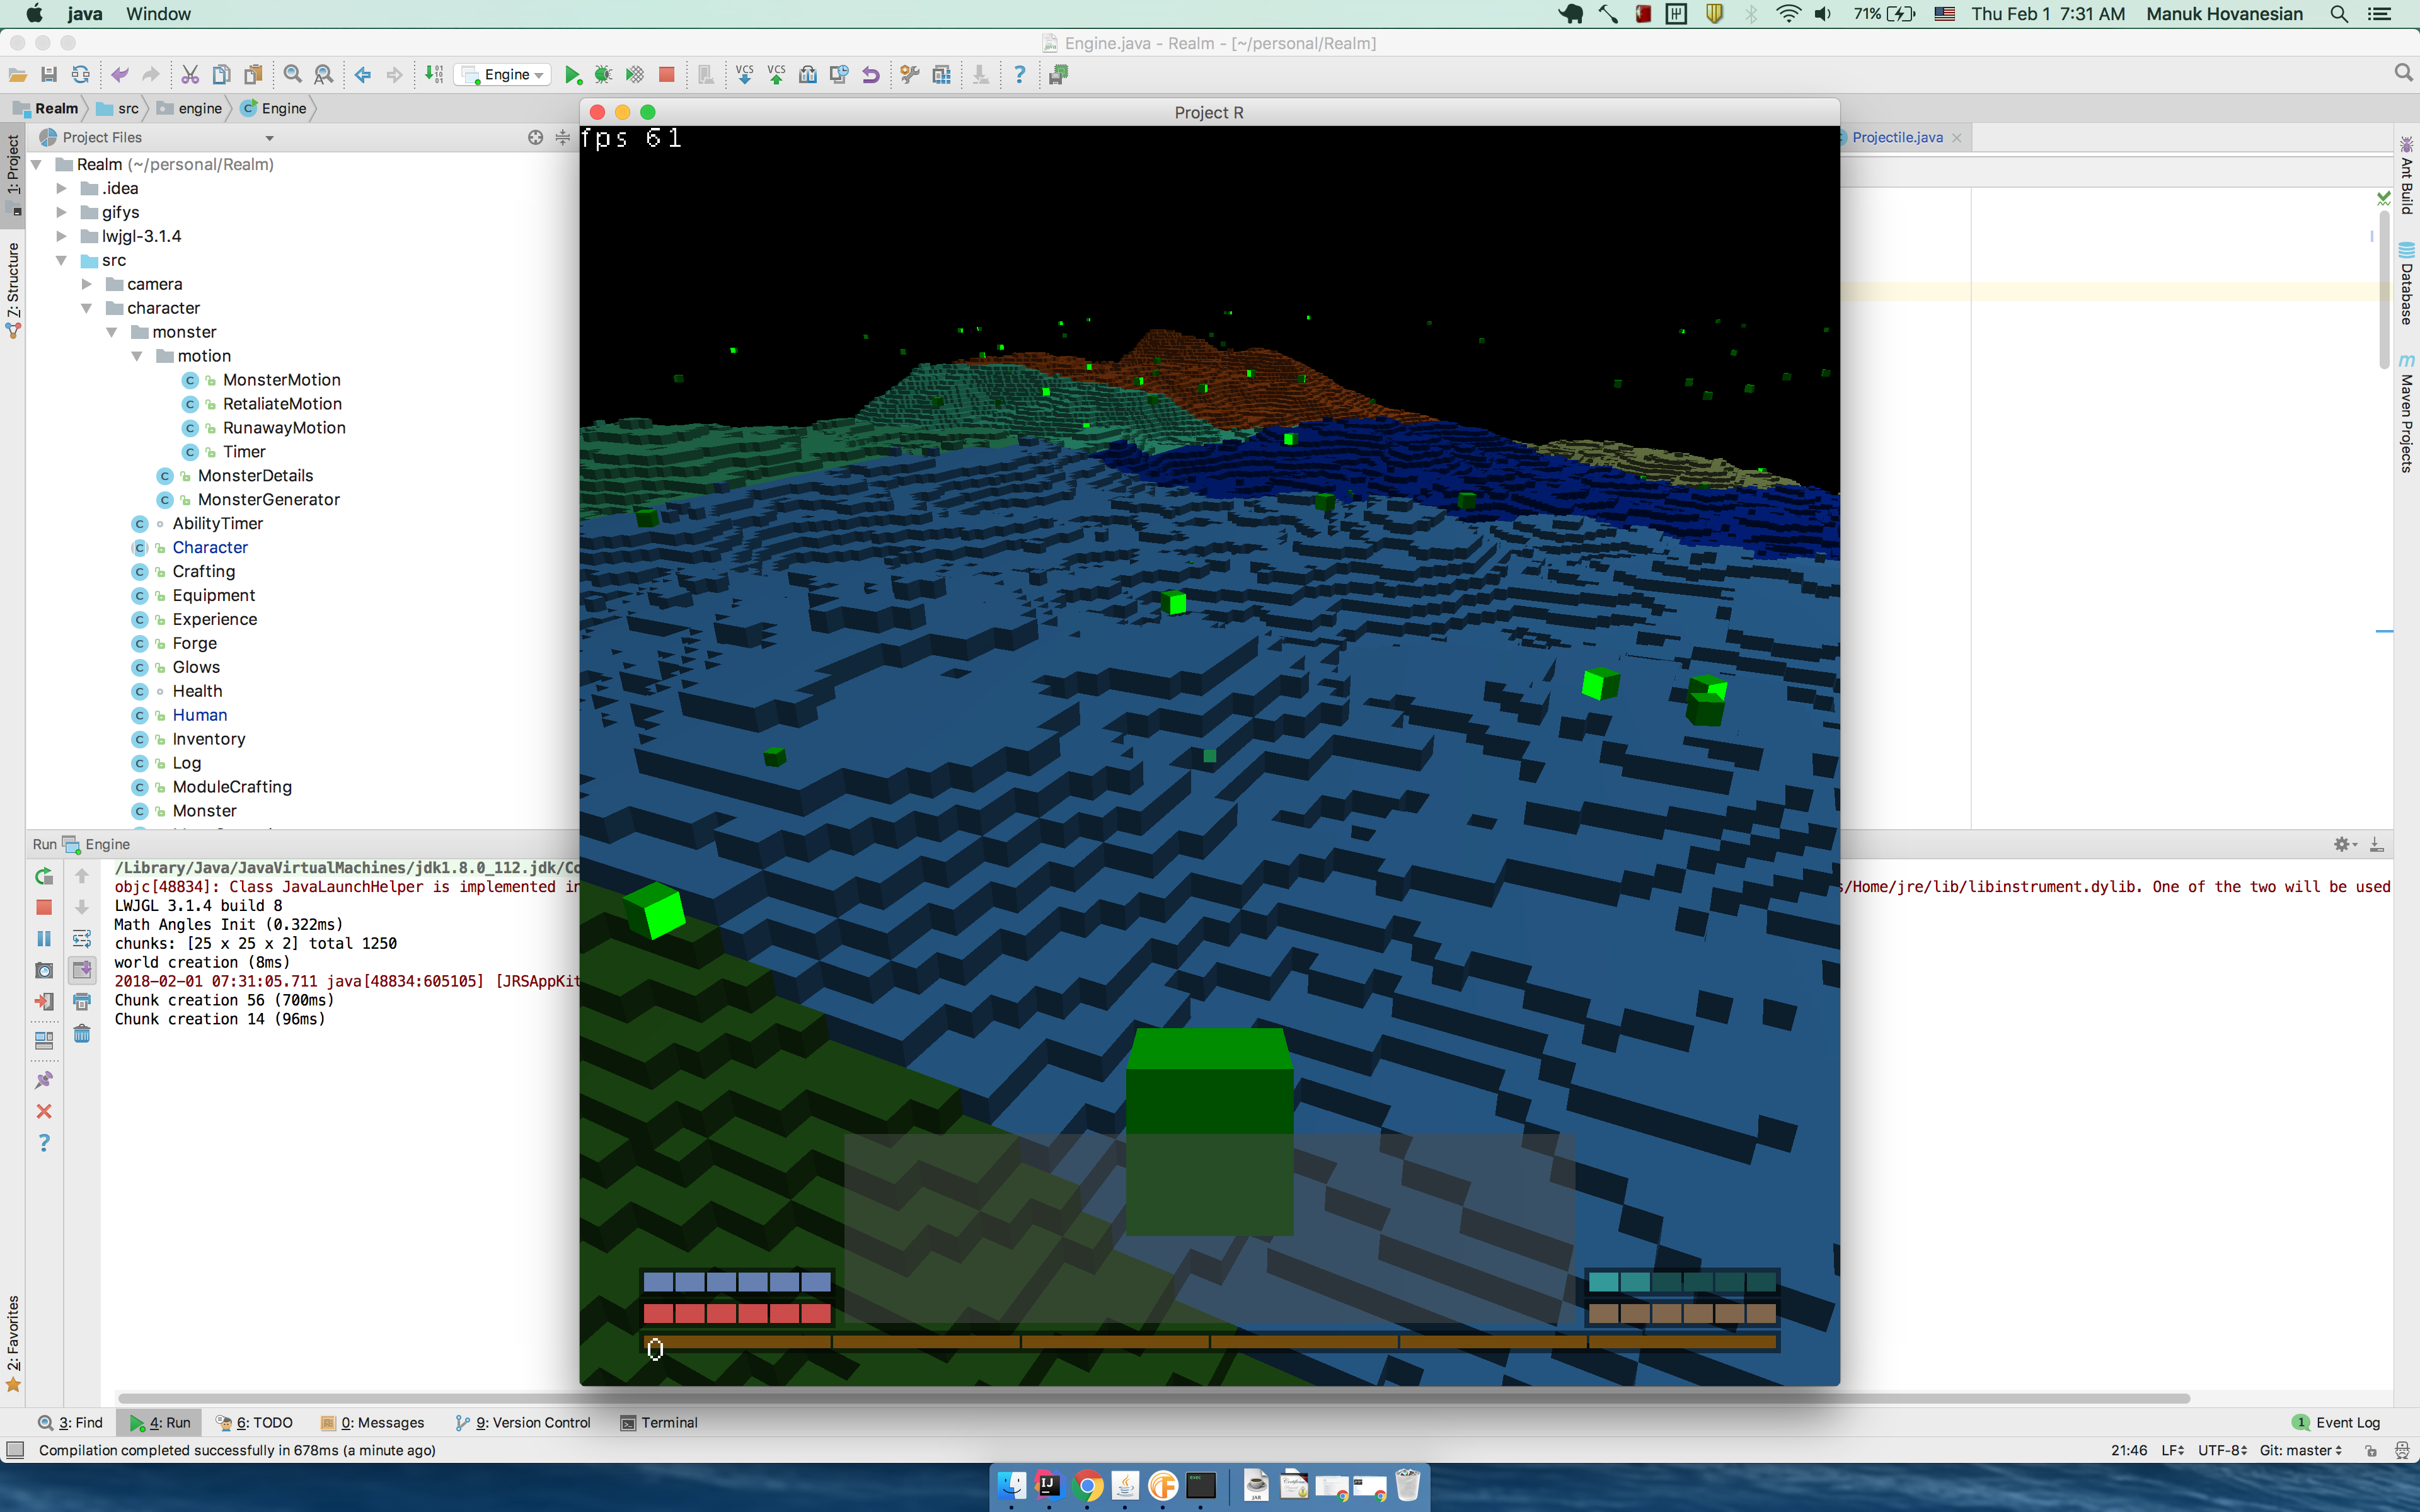 java Window 71% Thu Feb 1 7:31 AM Manuk Hovanesian
Engine.java - Realm - [~/personal/Realm]
Engine VCS VCS
Realm src engine Engine
Project R
1: Project
Project Files
Projectile.java
fps 61
Realm (~/personal/Realm)
.idea
gifys
lwjgl-3.1.4
src
camera
character
monster
motion
MonsterMotion
RetaliateMotion
RunawayMotion
Timer
MonsterDetails
MonsterGenerator
AbilityTimer
Character
Crafting
Equipment
Experience
Forge
Glows
Health
Human
Inventory
Log
ModuleCrafting
Monster
7: Structure
2: Favorites
Ant Build
Database
Maven Projects
Run Engine
/Library/Java/JavaVirtualMachines/jdk1.8.0_112.jdk/Co
objc[48834]: Class JavaLaunchHelper is implemented in
s/Home/jre/lib/libinstrument.dylib. One of the two will be used
LWJGL 3.1.4 build 8
Math Angles Init (0.322ms)
chunks: [25 x 25 x 2] total 1250
world creation (8ms)
2018-02-01 07:31:05.711 java[48834:605105] [JRSAppKit
Chunk creation 56 (700ms)
Chunk creation 14 (96ms)
0
3: Find 4: Run 6: TODO 0: Messages 9: Version Control Terminal 1 Event Log
Compilation completed successfully in 678ms (a minute ago) 21:46 LF UTF-8 Git: master